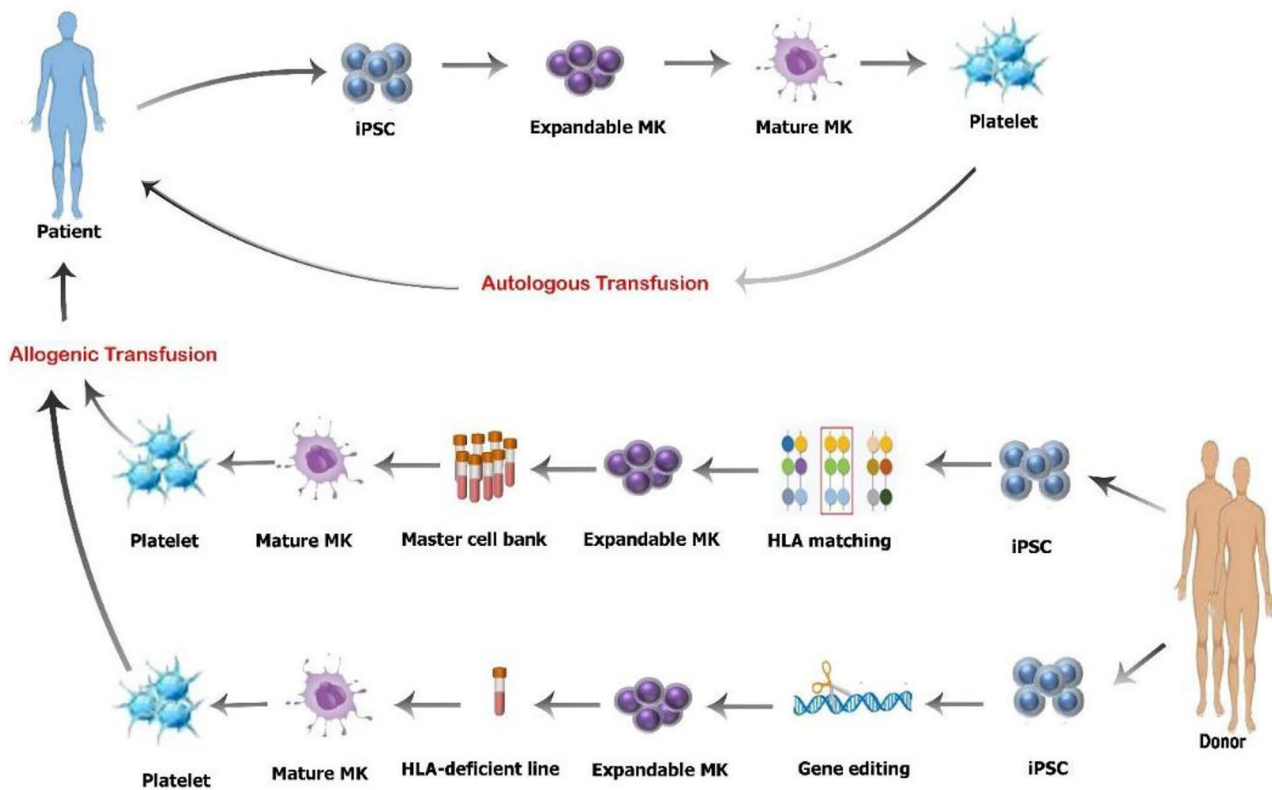 iPSC
Expandable MK
Mature MK
Platelet
Patient
Autologous Transfusion
Allogenic Transfusion
Platelet
Mature MK
Master cell bank
Expandable MK
HLA matching
iPSC
Donor
Platelet
Mature MK
HLA-deficient line
Expandable MK
Gene editing
iPSC